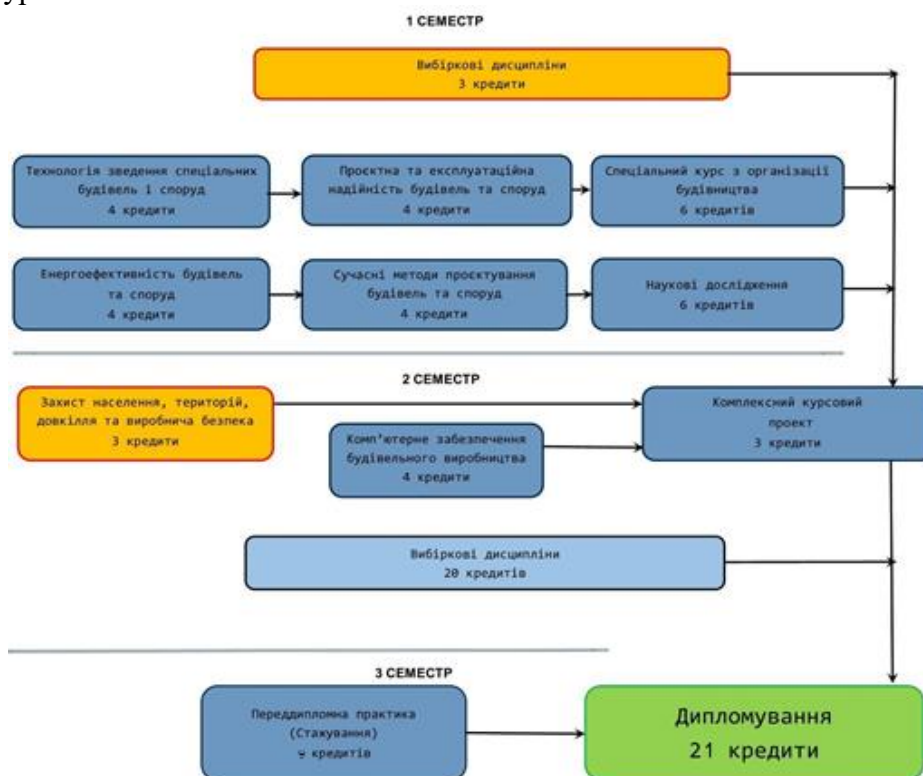 1 СЕМЕСТР
Вибіркові дисципліни
3 кредити
Технологія зведення спеціальних
будівель і споруд
4 кредити
Проєктна та експлуатаційна
надійність будівель та споруд
4 кредити
Спеціальний курс з організації
будівництва
6 кредитів
Енергоефективність будівель
та споруд
4 кредити
Сучасні методи проєктування
будівель та споруд
4 кредити
Наукові дослідження
6 кредитів
2 СЕМЕСТР
Захист населення, територій,
довкілля та виробнича безпека
3 кредити
Комп'ютерне забезпечення
будівельного виробництва
4 кредити
Комплексний курсовий
проект
3 кредити
Вибіркові дисципліни
20 кредитів
3 СЕМЕСТР
Переддипломна практика
(Стажування)
9 кредитів
Дипломування
21 кредити